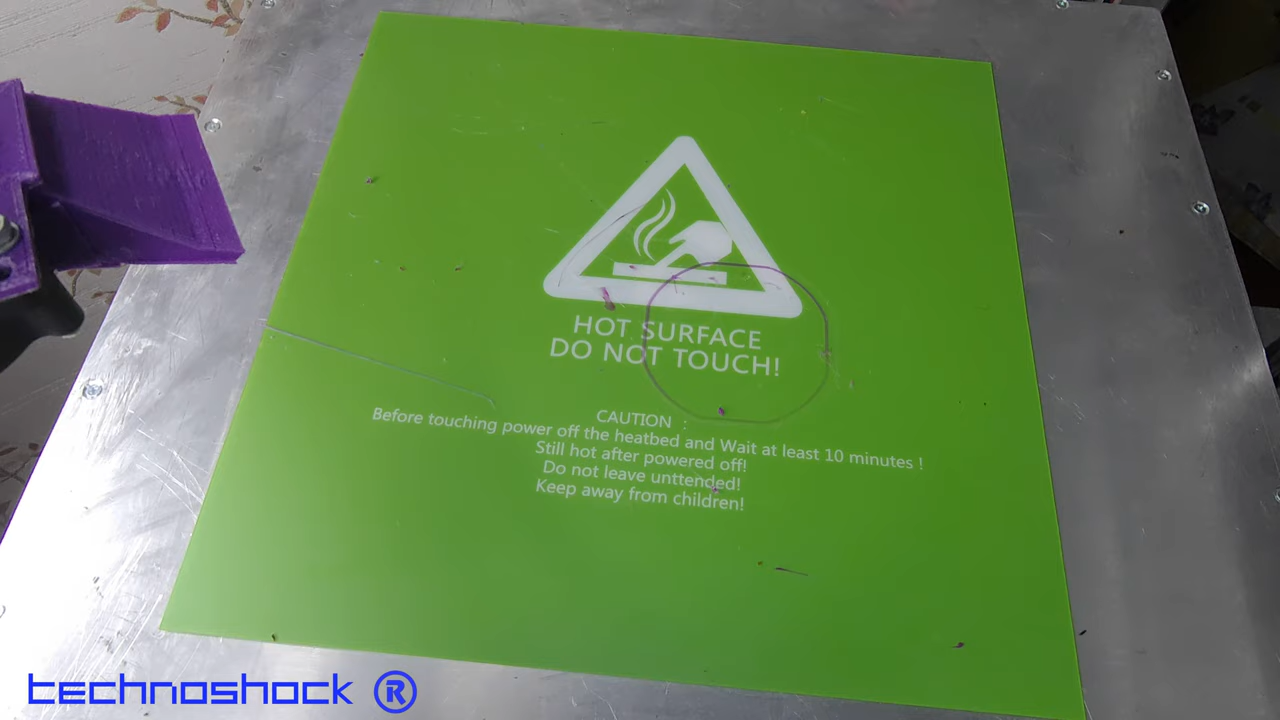 HOT SURFACE
DO NOT TOUCH!
CAUTION :
Before touching power off the heatbed and Wait at least 10 minutes !
Still hot after powered off!
Do not leave unttended!
Keep away from children!
technoshock ®